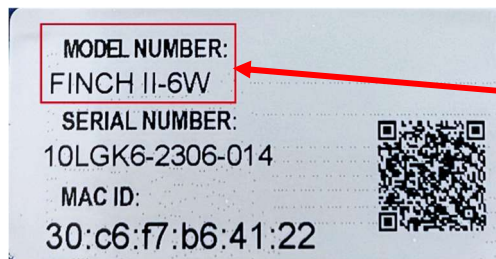 MODEL NUMBER:
FINCH II-6W
SERIAL NUMBER:
10LGK6-2306-014
MAC ID:
30:c6:f7:b6:41:22